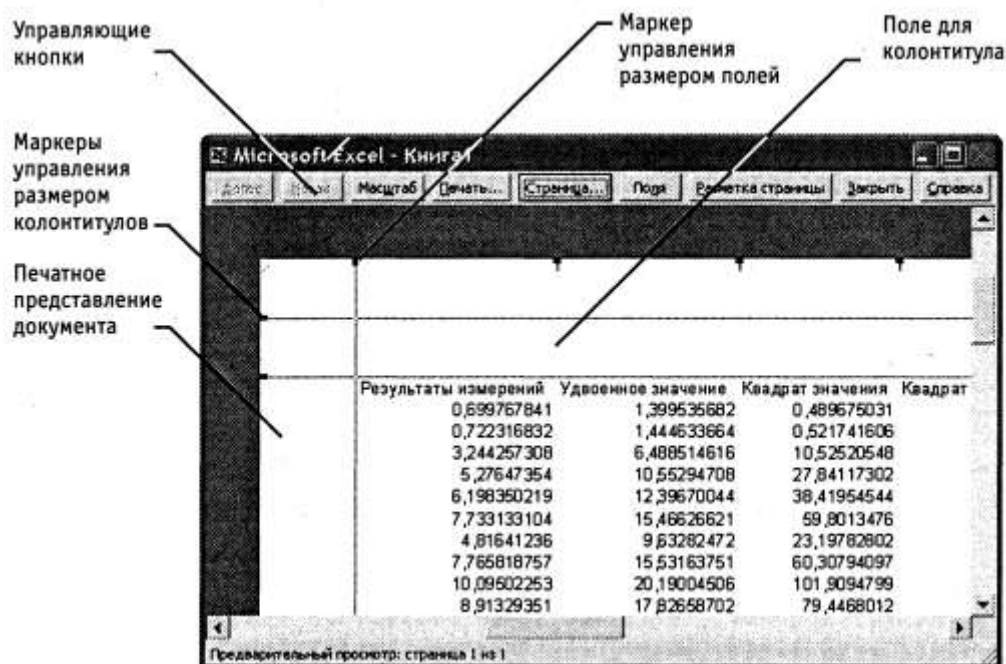 Управляющие
кнопки
Маркер
управления
размером полей
Поле для
колонтитула
Маркеры
управления
размером
колонтитулов
Печатное
представление
документа
Microsoft Excel - Книга1
Далее Назад Масштаб Печать... Страница... Поля Разметка страницы Закрыть Справка
Результаты измерений Удвоенное значение Квадрат значения Квадрат
0,699767841 1,399535682 0,489675031
0,722316832 1,444633664 0,521741606
3,244257308 6,488514616 10,52520548
5,27647354 10,55294708 27,84117302
6,198350219 12,39670044 38,41954544
7,733133104 15,46626621 59,8013476
4,81641236 9,63282472 23,19782802
7,765818757 15,53163751 60,30794097
10,09502253 20,19004506 101,9094799
8,91329351 17,82658702 79,4468012
Предварительный просмотр: страница 1 из 1